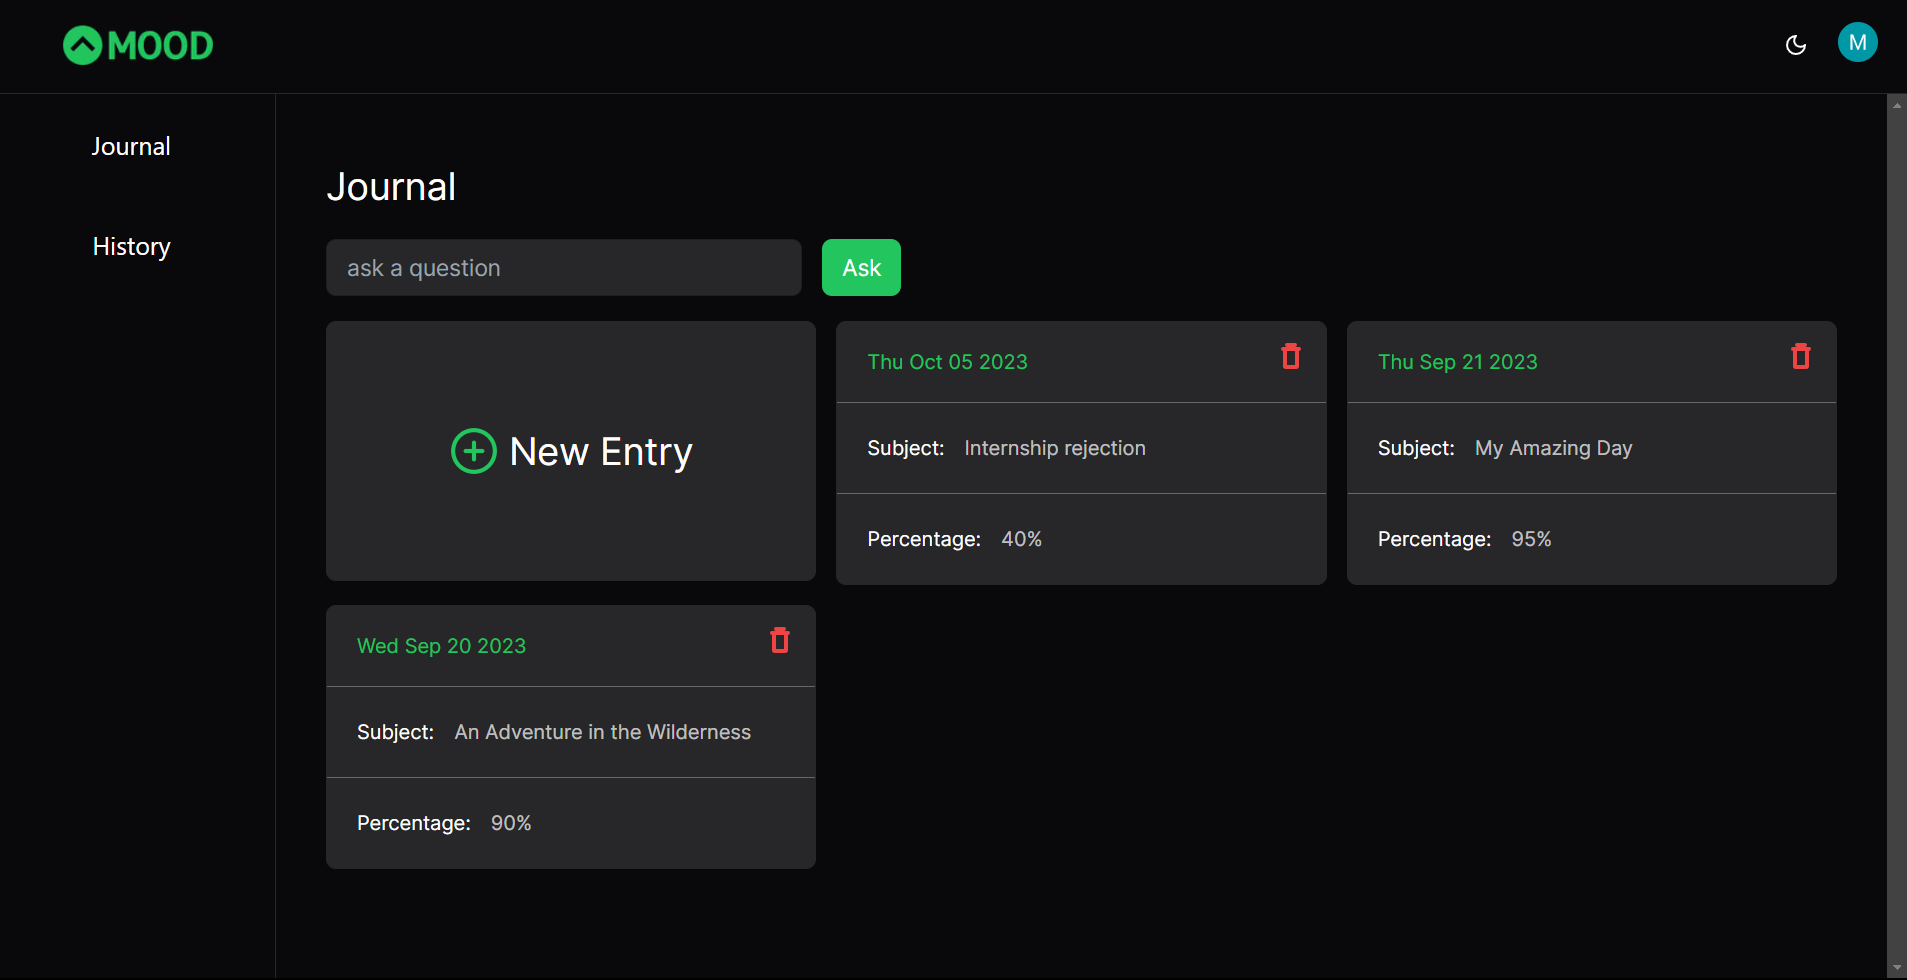 MOOD
M
Journal
History
Journal
ask a question
Ask
New Entry
Thu Oct 05 2023
Subject: Internship rejection
Percentage: 40%
Thu Sep 21 2023
Subject: My Amazing Day
Percentage: 95%
Wed Sep 20 2023
Subject: An Adventure in the Wilderness
Percentage: 90%